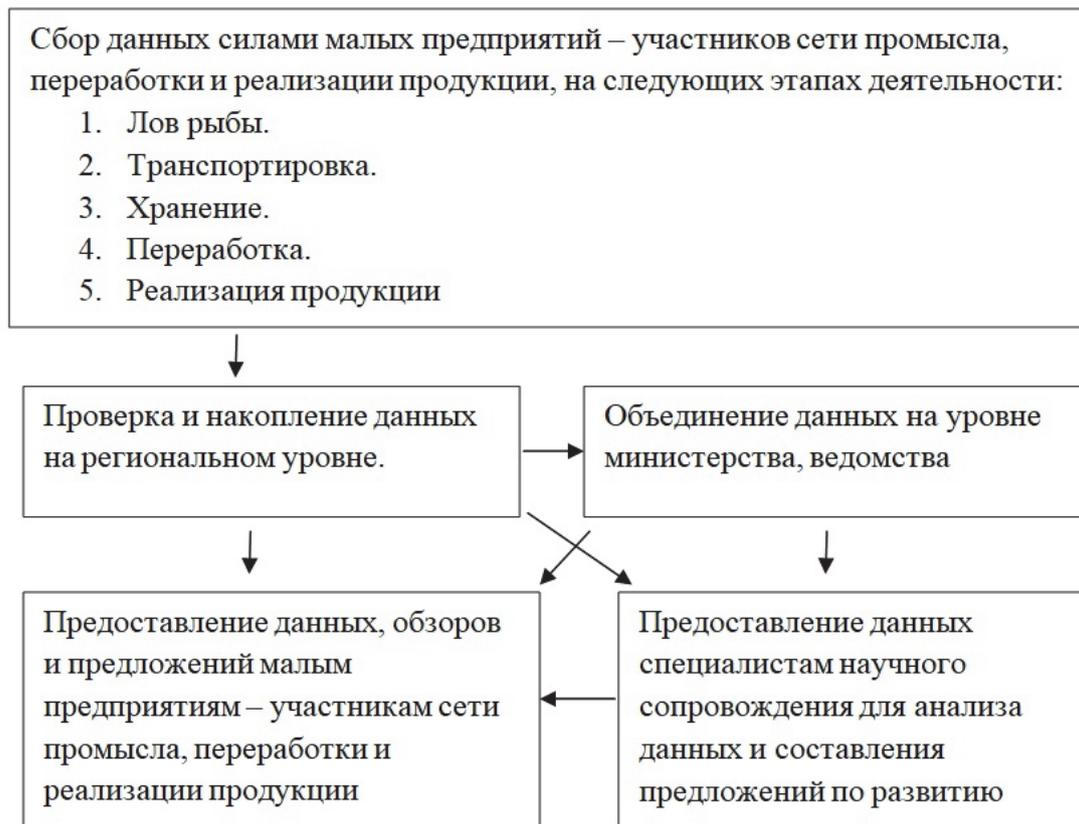 Сбор данных силами малых предприятий – участников сети промысла,
переработки и реализации продукции, на следующих этапах деятельности:
1. Лов рыбы.
2. Транспортировка.
3. Хранение.
4. Переработка.
5. Реализация продукции
Проверка и накопление данных
на региональном уровне.
Объединение данных на уровне
министерства, ведомства
Предоставление данных, обзоров
и предложений малым
предприятиям – участникам сети
промысла, переработки и
реализации продукции
Предоставление данных
специалистам научного
сопровождения для анализа
данных и составления
предложений по развитию